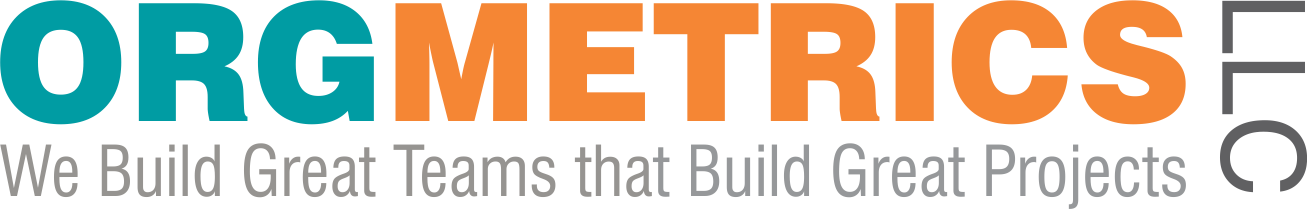 ORGMETRICS LLC
We Build Great Teams that Build Great Projects